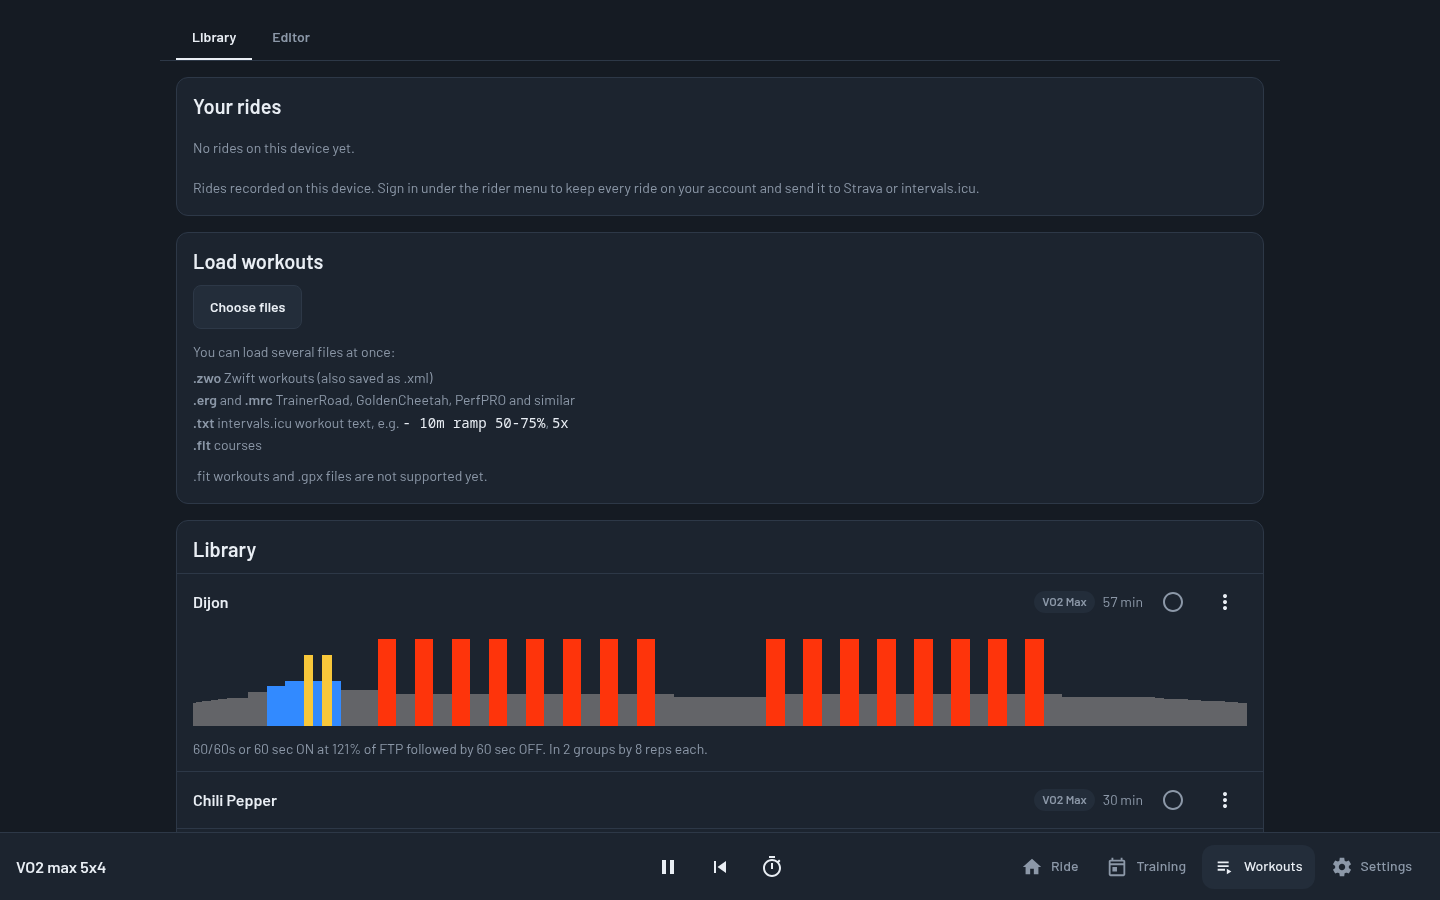 Library
Editor
Your rides
No rides on this device yet.
Rides recorded on this device. Sign in under the rider menu to keep every ride on your account and send it to Strava or intervals.icu.
Load workouts
Choose files
You can load several files at once:
.zwo Zwift workouts (also saved as .xml)
.erg and .mrc TrainerRoad, GoldenCheetah, PerfPRO and similar
.txt intervals.icu workout text, e.g. - 10m ramp 50-75%, 5x
.fit courses
.fit workouts and .gpx files are not supported yet.
Library
Dijon
VO2 Max
57 min
60/60s or 60 sec ON at 121% of FTP followed by 60 sec OFF. In 2 groups by 8 reps each.
Chili Pepper
VO2 Max
30 min
VO2 max 5x4
Ride
Training
Workouts
Settings